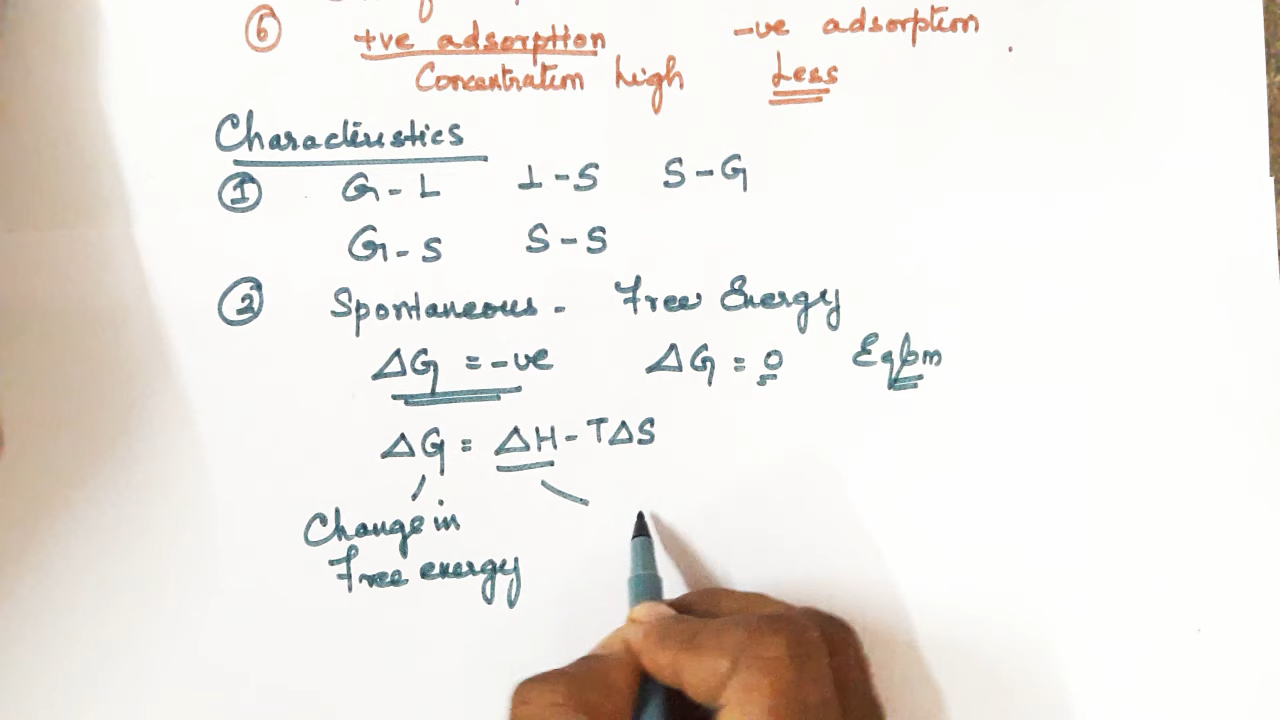 ⑤ +ve adsorption -ve adsorption
Concentration high Less
Characteristics
① G-L L-S S-G
G-S S-S
② Spontaneous - Free Energy
ΔG = -ve ΔG = 0 Eqbm
ΔG = ΔH - TΔS
Change in
Free energy